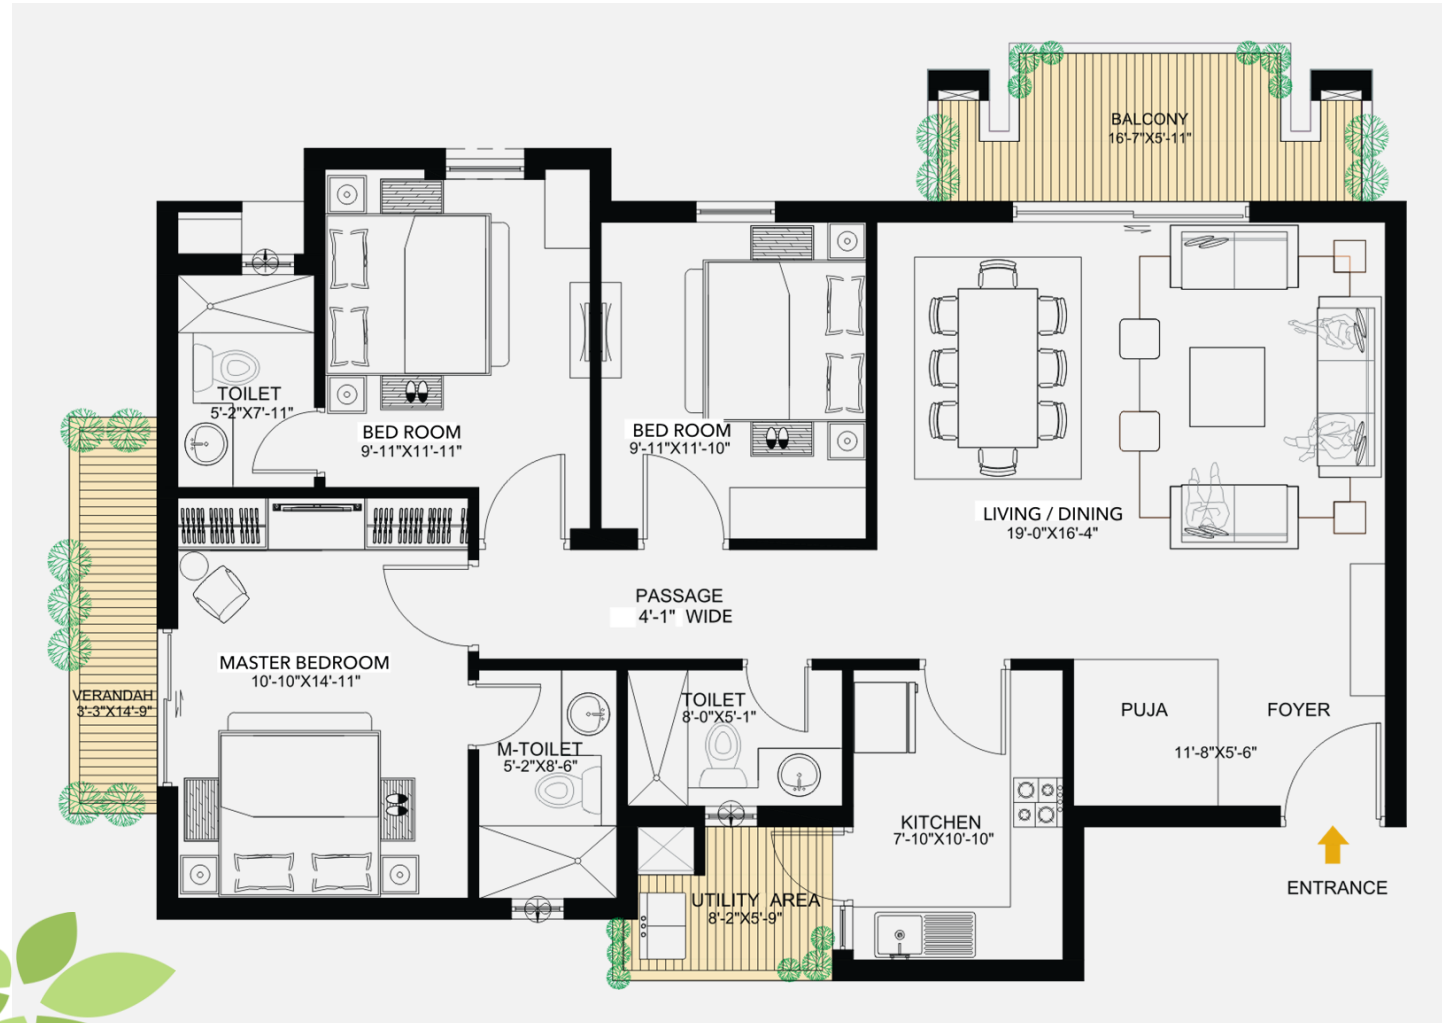 BALCONY
16'-7"X5'-11"
TOILET
5'-2"X7'-11"
BED ROOM
9'-11"X11'-11"
BED ROOM
9'-11"X11'-10"
LIVING / DINING
19'-0"X16'-4"
PASSAGE
4'-1" WIDE
MASTER BEDROOM
10'-10"X14'-11"
VERANDAH
3'-3"X14'-9"
M-TOILET
5'-2"X8'-6"
TOILET
8'-0"X5'-1"
PUJA
FOYER
11'-8"X5'-6"
KITCHEN
7'-10"X10'-10"
UTILITY AREA
8'-2"X5'-9"
ENTRANCE